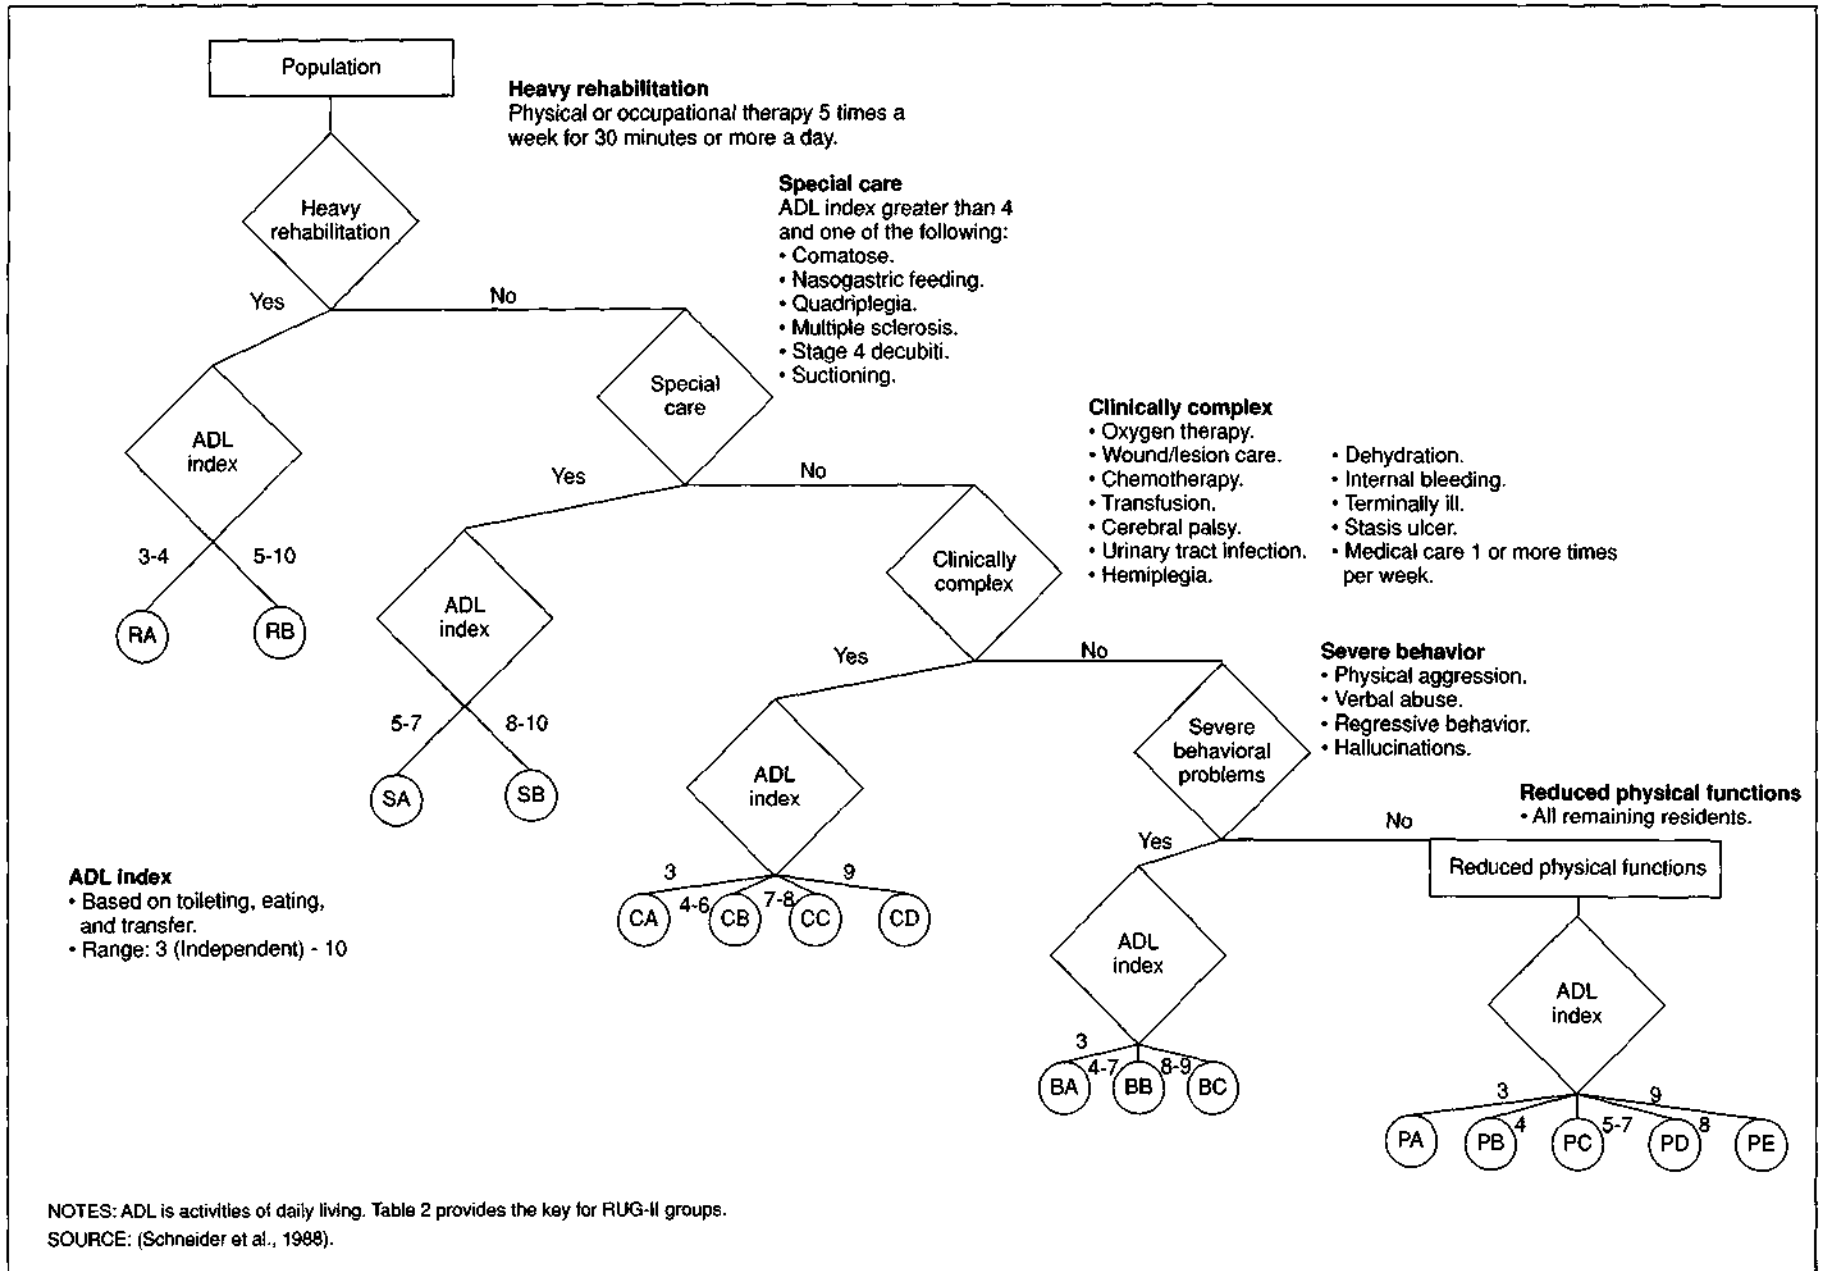 Population
Heavy rehabilitation
Physical or occupational therapy 5 times a
week for 30 minutes or more a day.
Heavy
rehabilitation
Yes
No
Special care
ADL index greater than 4
and one of the following:
• Comatose.
• Nasogastric feeding.
• Quadriplegia.
• Multiple sclerosis.
• Stage 4 decubiti.
• Suctioning.
ADL
index
3-4
5-10
RA
RB
Special
care
Yes
No
Clinically complex
• Oxygen therapy.
• Wound/lesion care.
• Chemotherapy.
• Transfusion.
• Cerebral palsy.
• Urinary tract infection.
• Hemiplegia.
• Dehydration.
• Internal bleeding.
• Terminally ill.
• Stasis ulcer.
• Medical care 1 or more times
per week.
ADL
index
5-7
8-10
SA
SB
Clinically
complex
Yes
No
Severe behavior
• Physical aggression.
• Verbal abuse.
• Regressive behavior.
• Hallucinations.
ADL
index
3
4-6
7-8
9
CA
CB
CC
CD
Severe
behavioral
problems
Yes
No
Reduced physical functions
• All remaining residents.
Reduced physical functions
ADL
index
3
4-7
8-9
BA
BB
BC
ADL
index
3
4
5-7
8
9
PA
PB
PC
PD
PE
ADL index
• Based on toileting, eating,
and transfer.
• Range: 3 (Independent) - 10
NOTES: ADL is activities of daily living. Table 2 provides the key for RUG-II groups.
SOURCE: (Schneider et al., 1988).